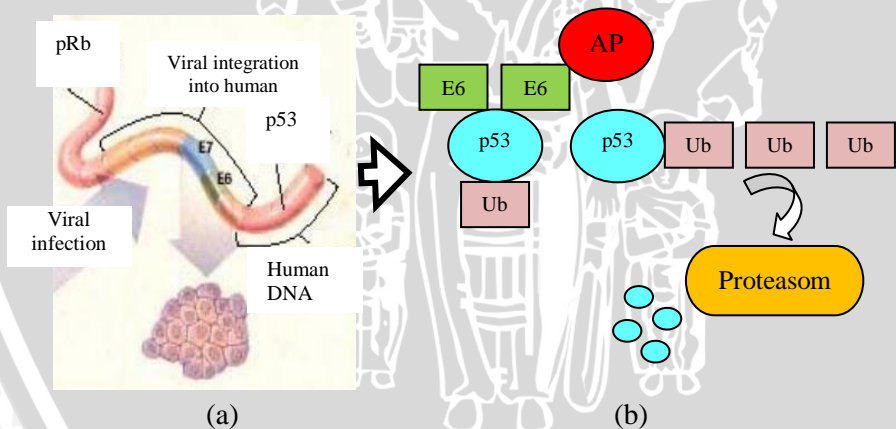 pRb
Viral integration
into human
p53
E7
E6
Viral
infection
Human
DNA
(a)
AP
E6
E6
p53
p53
Ub
Ub
Ub
Ub
Proteasom
(b)